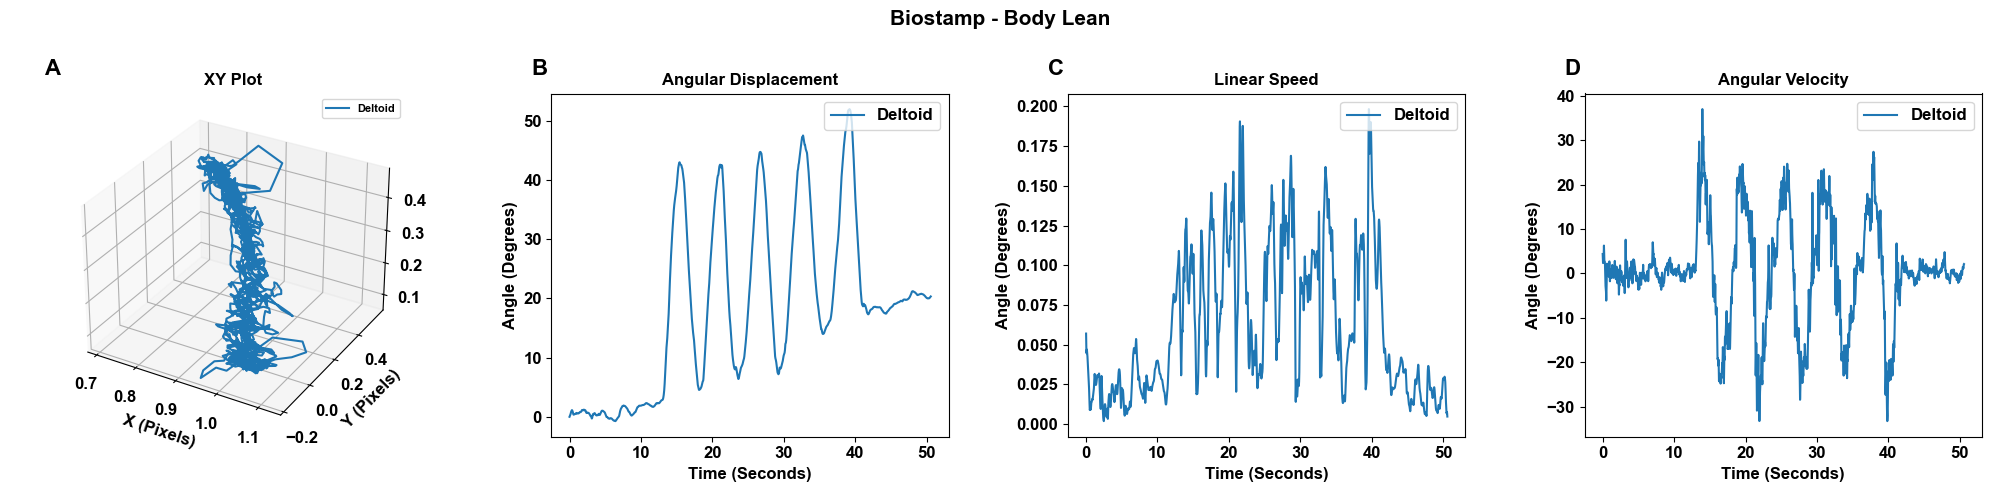 Biostamp - Body Lean
A
XY Plot
Deltoid
0.4
0.3
0.2
0.1
0.7
0.8
0.9
1.0
1.1
X (Pixels)
−0.2
0.0
0.2
0.4
Y (Pixels)
B
Angular Displacement
Deltoid
50
40
30
20
10
0
Angle (Degrees)
0 10 20 30 40 50
Time (Seconds)
C
Linear Speed
Deltoid
0.200
0.175
0.150
0.125
0.100
0.075
0.050
0.025
0.000
Angle (Degrees)
0 10 20 30 40 50
Time (Seconds)
D
Angular Velocity
Deltoid
40
30
20
10
0
−10
−20
−30
Angle (Degrees)
0 10 20 30 40 50
Time (Seconds)